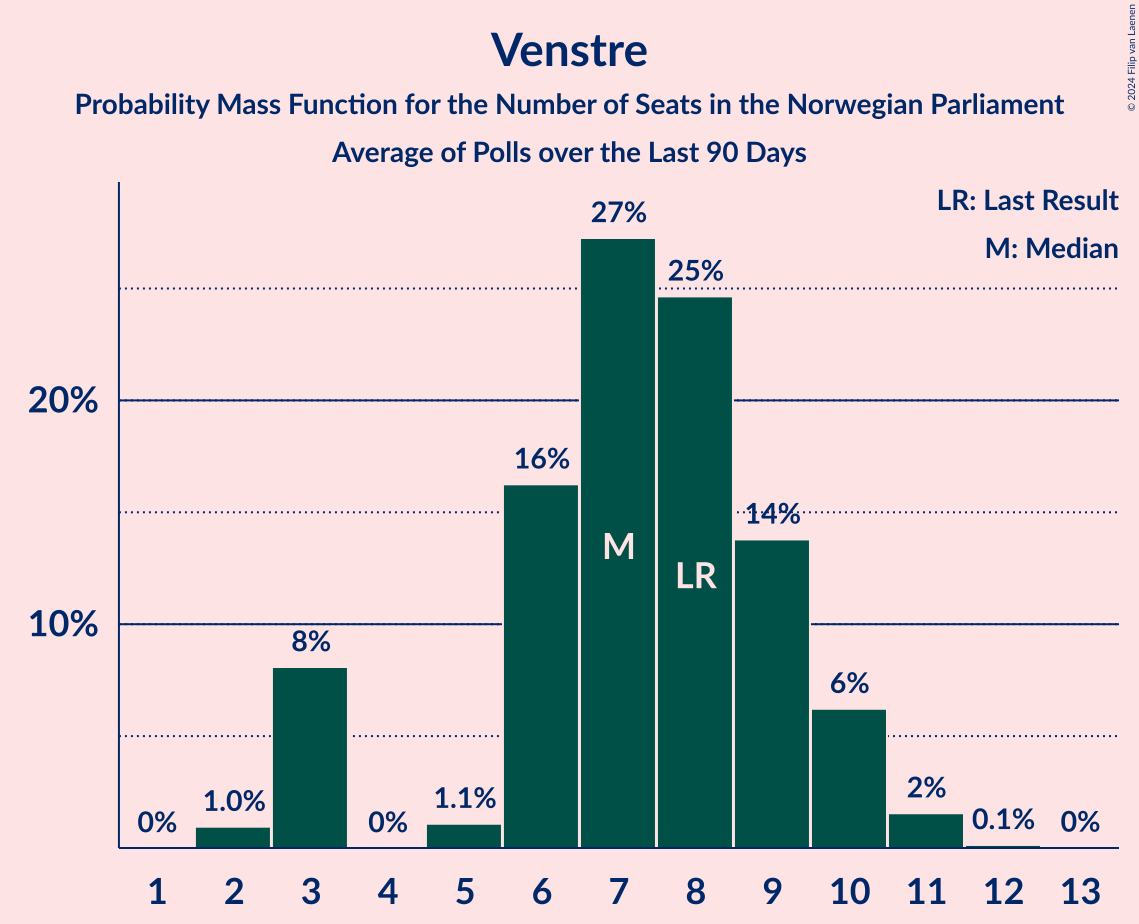 © 2024 Filip van Laenen
Venstre
Probability Mass Function for the Number of Seats in the Norwegian Parliament
Average of Polls over the Last 90 Days
LR: Last Result
M: Median
27%
25%
20%
16%
14%
M
LR
10%
8%
6%
2%
1.1%
1.0%
0%
0%
0.1%
0%
1 2 3 4 5 6 7 8 9 10 11 12 13